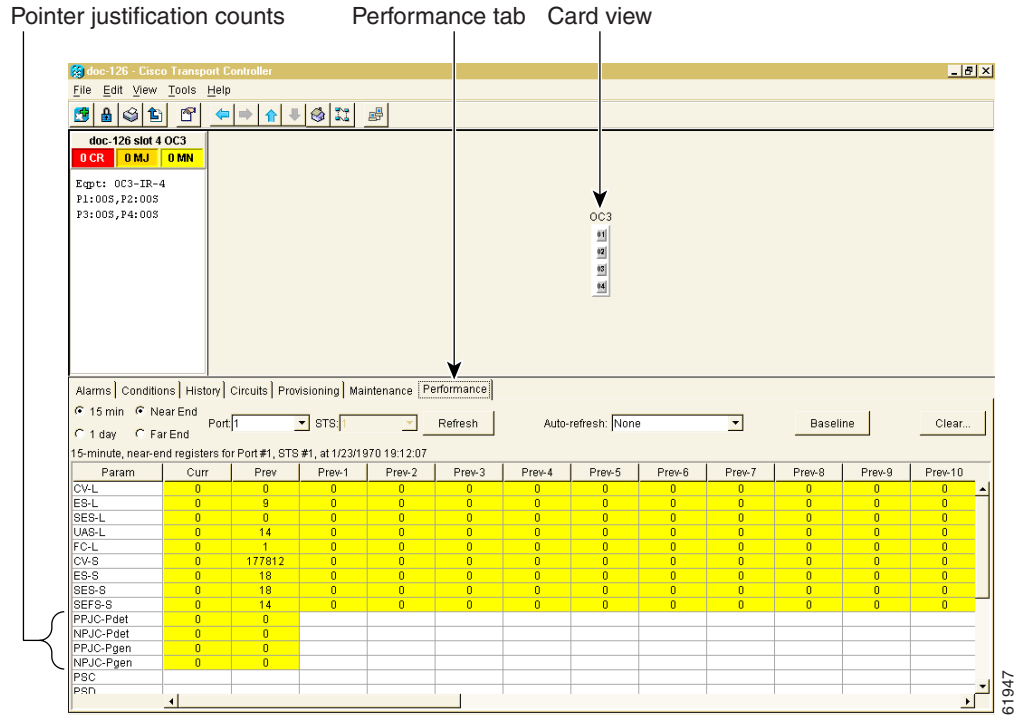 Pointer justification counts Performance tab Card view
doc-126 - Cisco Transport Controller
File Edit View Tools Help
doc-126 slot 4 OC3
0 CR 0 MJ 0 MN
Eqpt: OC3-IR-4
P1:OOS,P2:OOS
P3:OOS,P4:OOS
OC3
01
02
03
04
Alarms Conditions History Circuits Provisioning Maintenance Performance
15 min Near End
Port: 1 STS: 1 Refresh Auto-refresh: None Baseline Clear...
1 day Far End
15-minute, near-end registers for Port #1, STS #1, at 1/23/1970 19:12:07
Param Curr Prev Prev-1 Prev-2 Prev-3 Prev-4 Prev-5 Prev-6 Prev-7 Prev-8 Prev-9 Prev-10
CV-L 0 0 0 0 0 0 0 0 0 0 0 0
ES-L 0 9 0 0 0 0 0 0 0 0 0 0
SES-L 0 0 0 0 0 0 0 0 0 0 0 0
UAS-L 0 14 0 0 0 0 0 0 0 0 0 0
FC-L 0 1 0 0 0 0 0 0 0 0 0 0
CV-S 0 177812 0 0 0 0 0 0 0 0 0 0
ES-S 0 18 0 0 0 0 0 0 0 0 0 0
SES-S 0 18 0 0 0 0 0 0 0 0 0 0
SEFS-S 0 14 0 0 0 0 0 0 0 0 0 0
PPJC-Pdet 0 0
NPJC-Pdet 0 0
PPJC-Pgen 0 0
NPJC-Pgen 0 0
PSC
PSD
61947